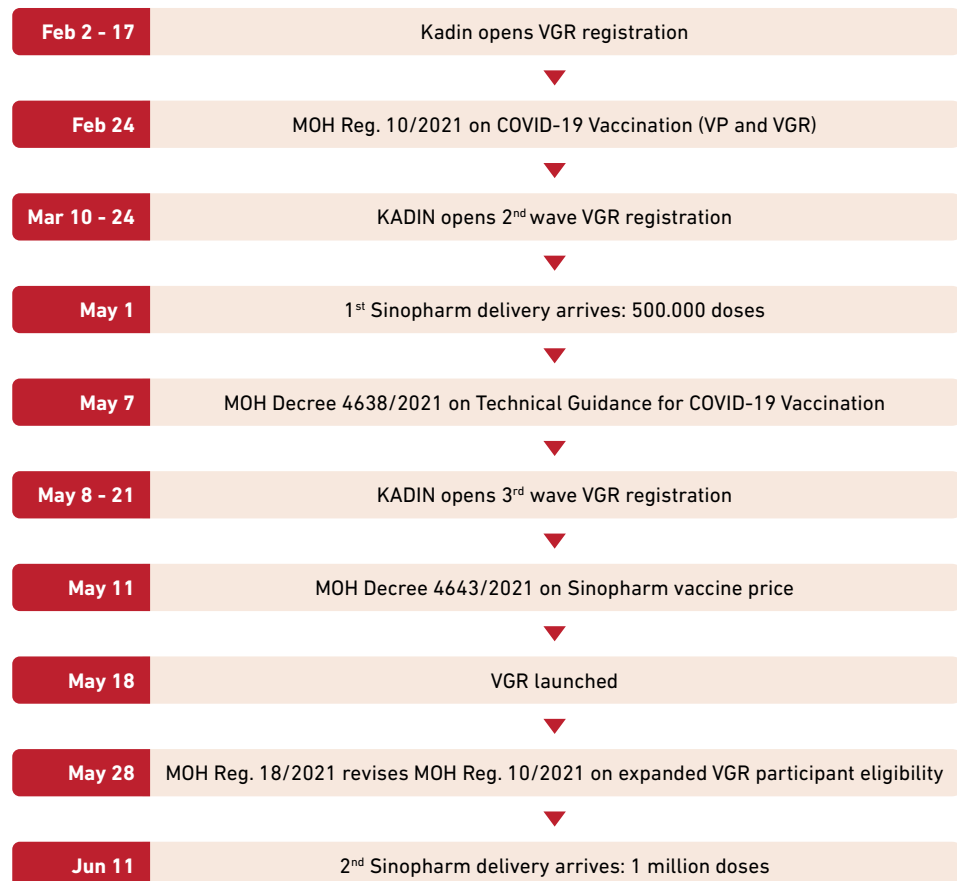 Feb 2 - 17
Kadin opens VGR registration
Feb 24
MOH Reg. 10/2021 on COVID-19 Vaccination (VP and VGR)
Mar 10 - 24
KADIN opens 2nd wave VGR registration
May 1
1st Sinopharm delivery arrives: 500.000 doses
May 7
MOH Decree 4638/2021 on Technical Guidance for COVID-19 Vaccination
May 8 - 21
KADIN opens 3rd wave VGR registration
May 11
MOH Decree 4643/2021 on Sinopharm vaccine price
May 18
VGR launched
May 28
MOH Reg. 18/2021 revises MOH Reg. 10/2021 on expanded VGR participant eligibility
Jun 11
2nd Sinopharm delivery arrives: 1 million doses